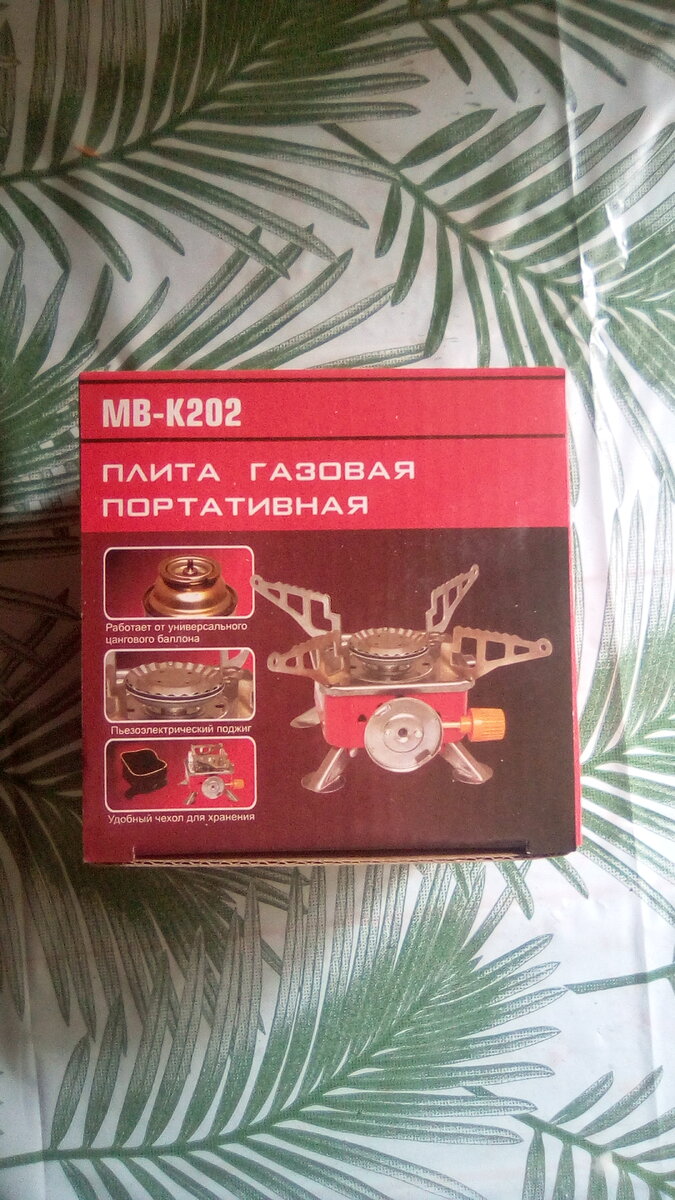 MB-K202
ПЛИТА ГАЗОВАЯ
ПОРТАТИВНАЯ
Работает от универсального
цангового баллона
Пьезоэлектрический поджиг
Удобный чехол для хранения